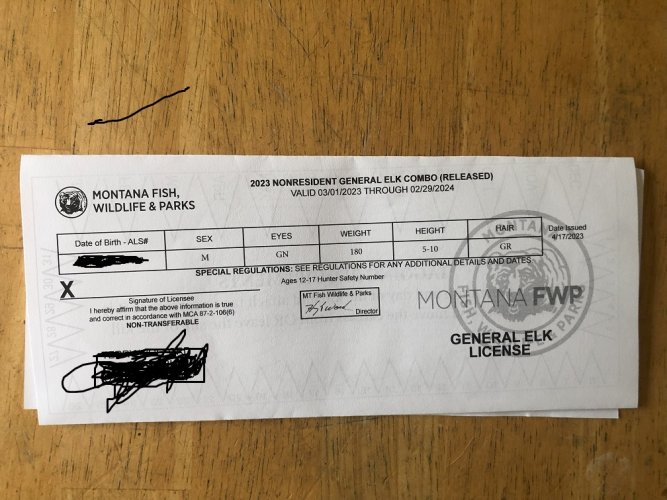 2023 NONRESIDENT GENERAL ELK COMBO (RELEASED)
VALID 03/01/2023 THROUGH 02/29/2024
MONTANA FISH,
WILDLIFE & PARKS
Date of Birth - ALS# SEX EYES WEIGHT HEIGHT HAIR
M GN 180 5-10 GR
Date Issued
4/17/2023
SPECIAL REGULATIONS: SEE REGULATIONS FOR ANY ADDITIONAL DETAILS AND DATES
Ages 12-17 Hunter Safety Number
X
Signature of Licensee
I hereby affirm that the above information is true
and correct in accordance with MCA 87-2-106(6)
NON-TRANSFERABLE
MT Fish Wildlife & Parks
Director
MONTANA
MONTANA FWP
FISH, WILDLIFE & PARKS
GENERAL ELK
LICENSE